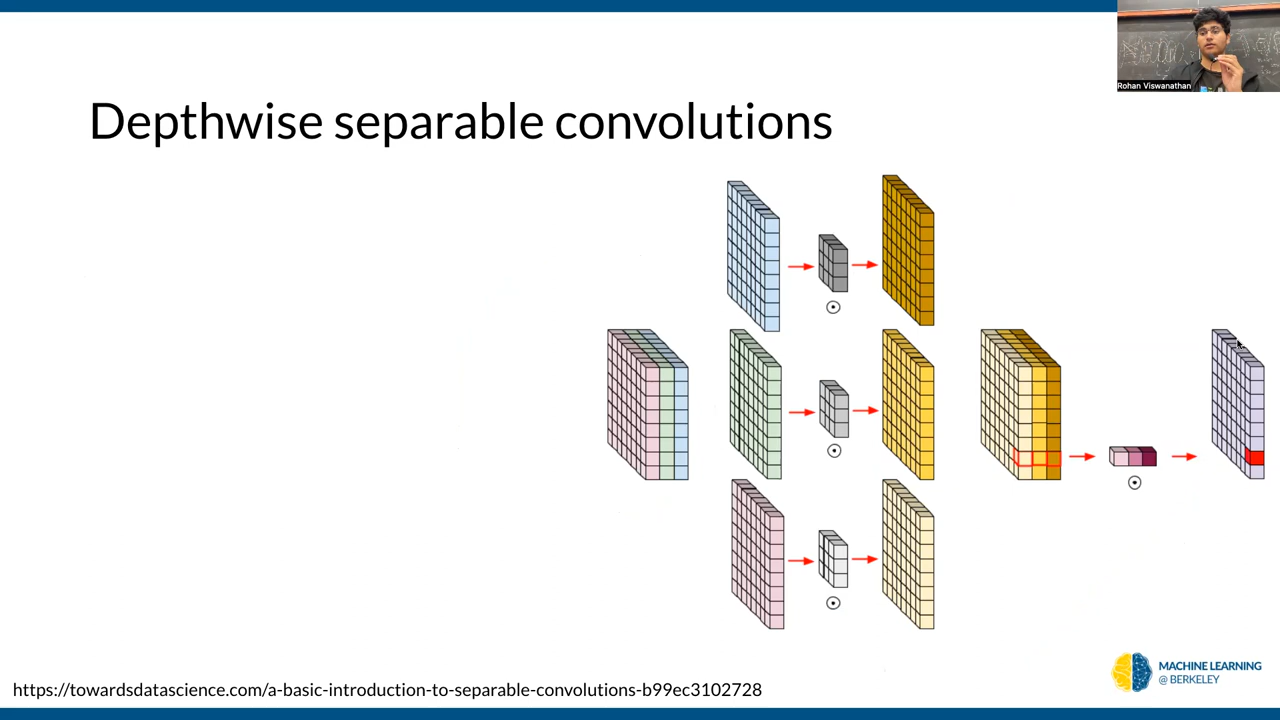 Rohan Viswanathan
Depthwise separable convolutions
MACHINE LEARNING
@ BERKELEY
https://towardsdatascience.com/a-basic-introduction-to-separable-convolutions-b99ec3102728